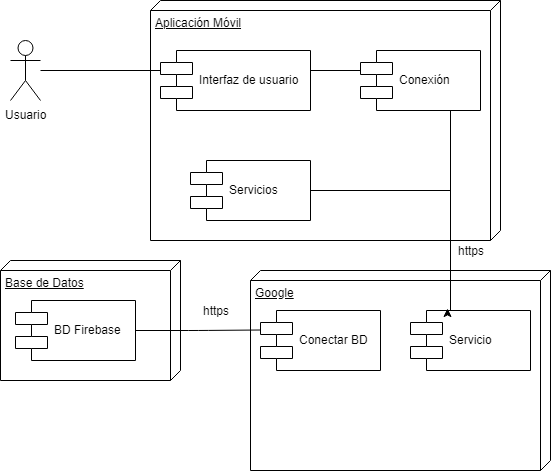 Aplicación Móvil
Interfaz de usuario
Conexión
Usuario
Servicios
https
Base de Datos
Google
https
BD Firebase
Conectar BD
Servicio